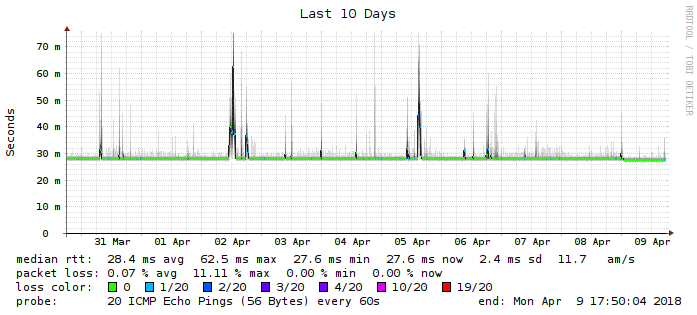 Last 10 Days
RRDTOOL / TOBI OETIKER
Seconds
70 m
60 m
50 m
40 m
30 m
20 m
10 m
0
31 Mar 01 Apr 02 Apr 03 Apr 04 Apr 05 Apr 06 Apr 07 Apr 08 Apr 09 Apr
median rtt: 28.4 ms avg 62.5 ms max 27.6 ms min 27.6 ms now 2.4 ms sd 11.7 am/s
packet loss: 0.07 % avg 11.11 % max 0.00 % min 0.00 % now
loss color: 0 1/20 2/20 3/20 4/20 10/20 19/20
probe: 20 ICMP Echo Pings (56 Bytes) every 60s end: Mon Apr 9 17:50:04 2018